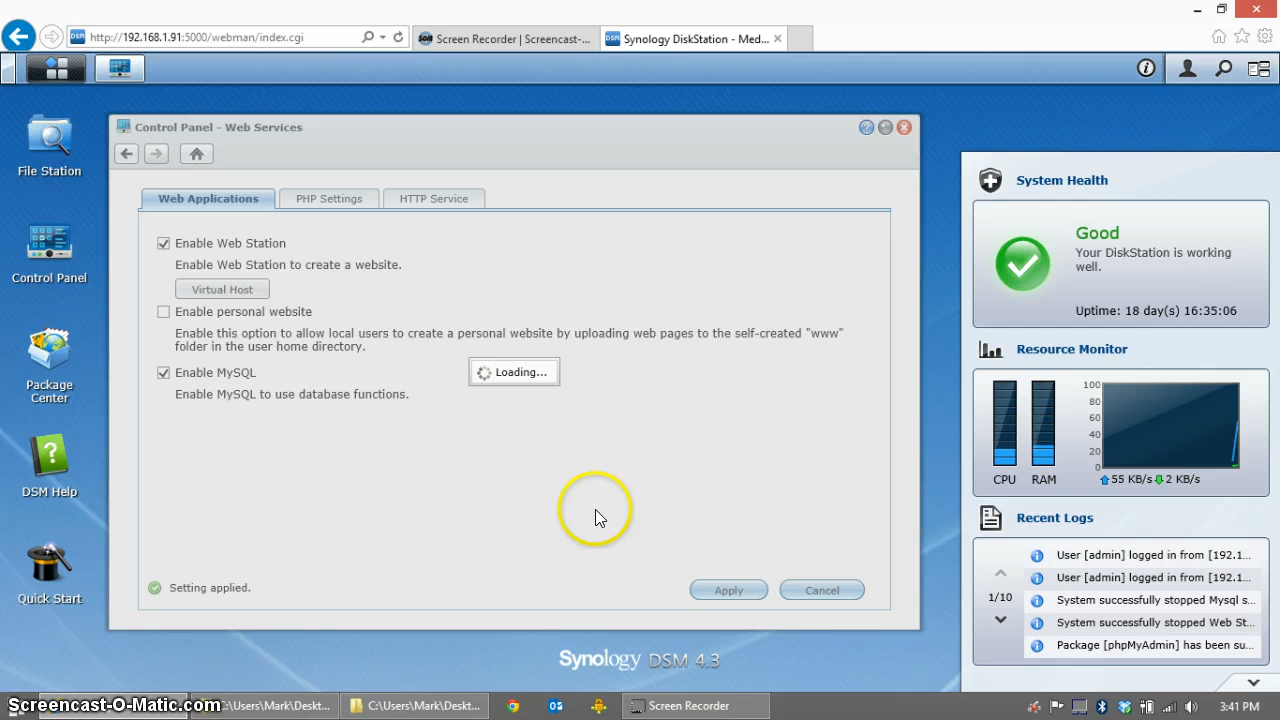 http://192.168.1.91:5000/webman/index.cgi
SOM Screen Recorder | Screencast-...
DSM Synology DiskStation - Med...
File Station
Control Panel
Package
Center
DSM Help
Quick Start
Control Panel - Web Services
Web Applications
PHP Settings
HTTP Service
Enable Web Station
Enable Web Station to create a website.
Virtual Host
Enable personal website
Enable this option to allow local users to create a personal website by uploading web pages to the self-created "www"
folder in the user home directory.
Enable MySQL
Loading...
Enable MySQL to use database functions.
Setting applied.
Apply
Cancel
System Health
Good
Your DiskStation is working
well.
Uptime: 18 day(s) 16:35:06
Resource Monitor
100
80
60
40
20
0
CPU
RAM
55 KB/s
2 KB/s
Recent Logs
1/10
User [admin] logged in from [192.1...
User [admin] logged in from [192.1...
System successfully stopped Mysql s...
System successfully stopped Web St...
Package [phpMyAdmin] has been su...
Synology DSM 4.3
Screencast-O-Matic.com
C:\Users\Mark\Deskt...
C:\Users\Mark\Deskt...
Screen Recorder
3:41 PM